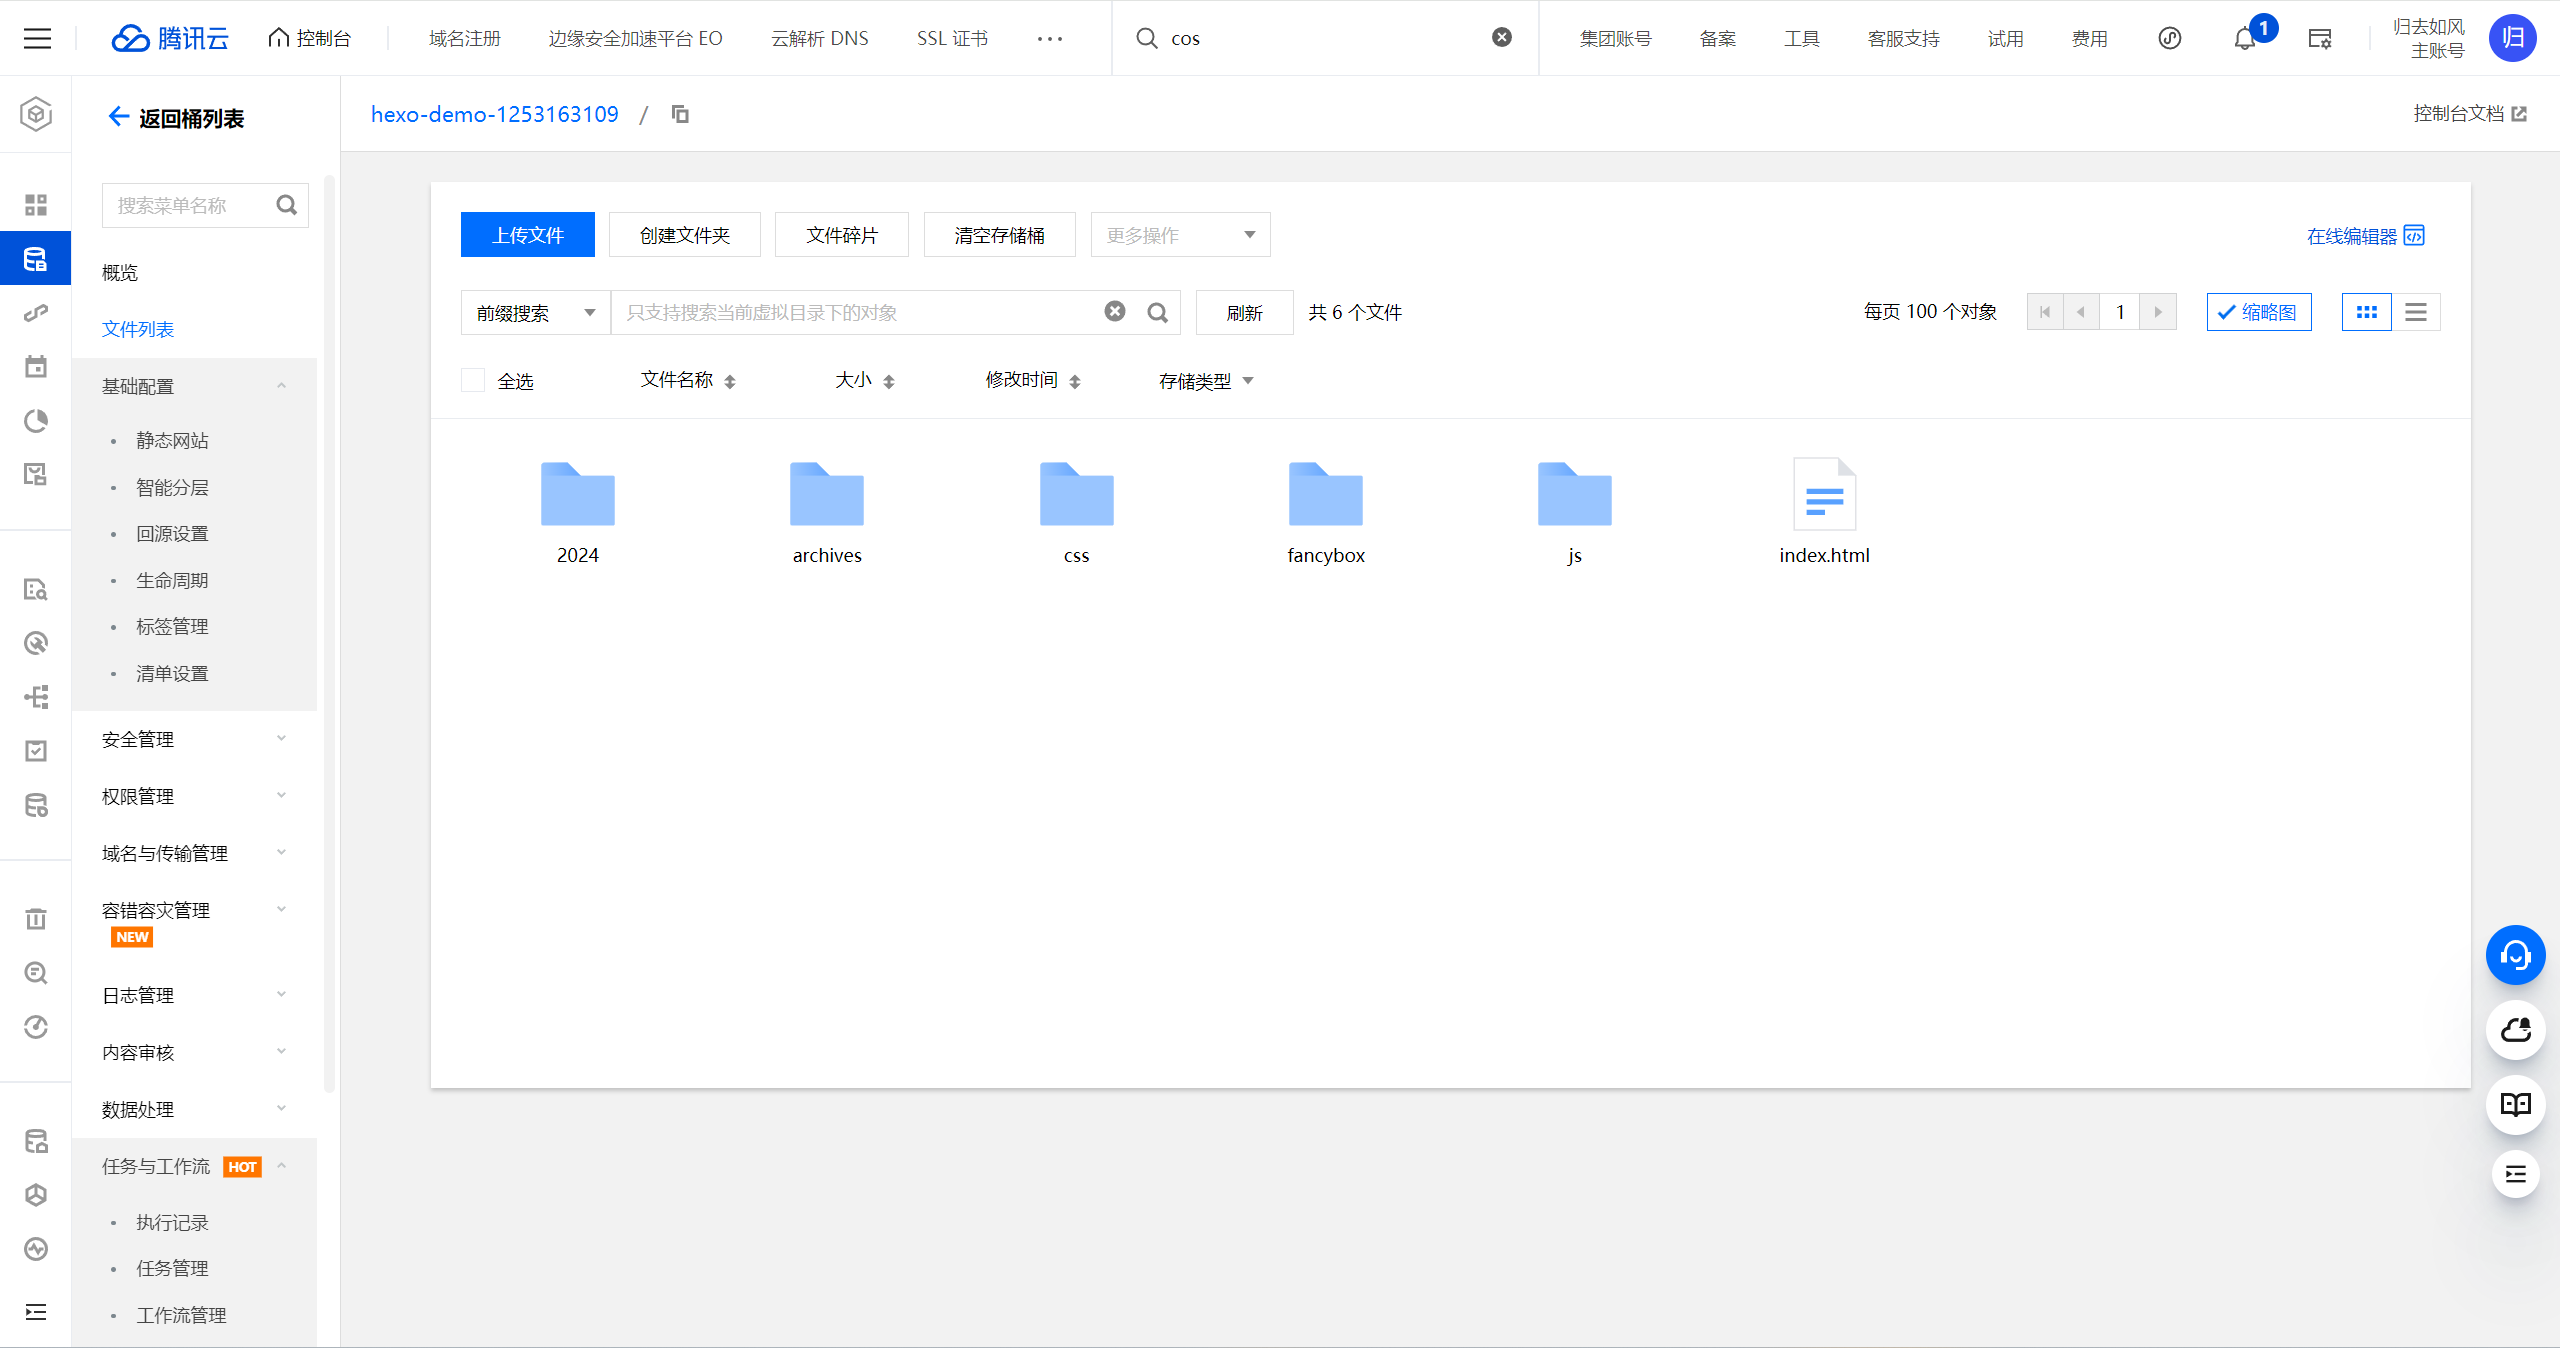 腾讯云
控制台
域名注册
边缘安全加速平台 EO
云解析 DNS
SSL 证书
cos
集团账号
备案
工具
客服支持
试用
费用
1
归去如风
主账号
归
返回桶列表
hexo-demo-1253163109 /
控制台文档
搜索菜单名称
概览
文件列表
基础配置
静态网站
智能分层
回源设置
生命周期
标签管理
清单设置
安全管理
权限管理
域名与传输管理
容错容灾管理
NEW
日志管理
内容审核
数据处理
任务与工作流 HOT
执行记录
任务管理
工作流管理
上传文件
创建文件夹
文件碎片
清空存储桶
更多操作
在线编辑器
前缀搜索
只支持搜索当前虚拟目录下的对象
刷新
共 6 个文件
每页 100 个对象
1
缩略图
全选
文件名称
大小
修改时间
存储类型
2024
archives
css
fancybox
js
index.html